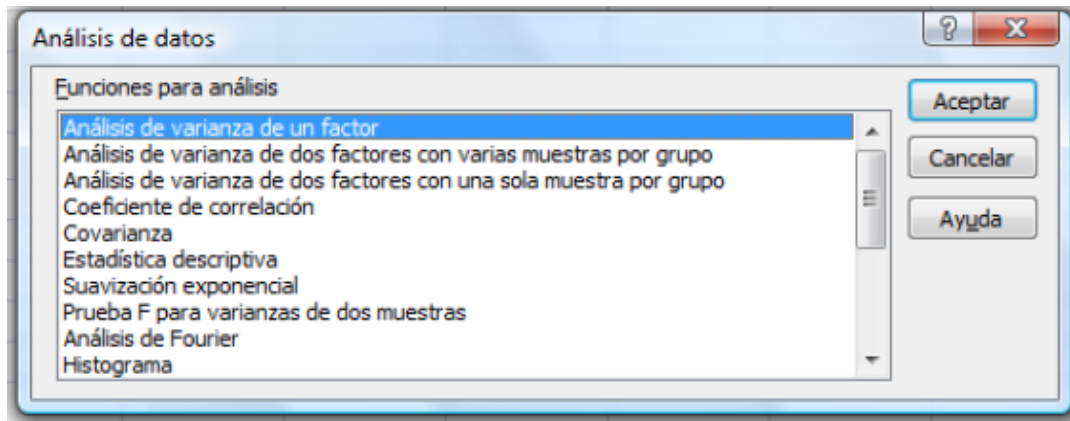 Análisis de datos
Funciones para análisis
Análisis de varianza de un factor
Análisis de varianza de dos factores con varias muestras por grupo
Análisis de varianza de dos factores con una sola muestra por grupo
Coeficiente de correlación
Covarianza
Estadística descriptiva
Suavización exponencial
Prueba F para varianzas de dos muestras
Análisis de Fourier
Histograma
Aceptar
Cancelar
Ayuda